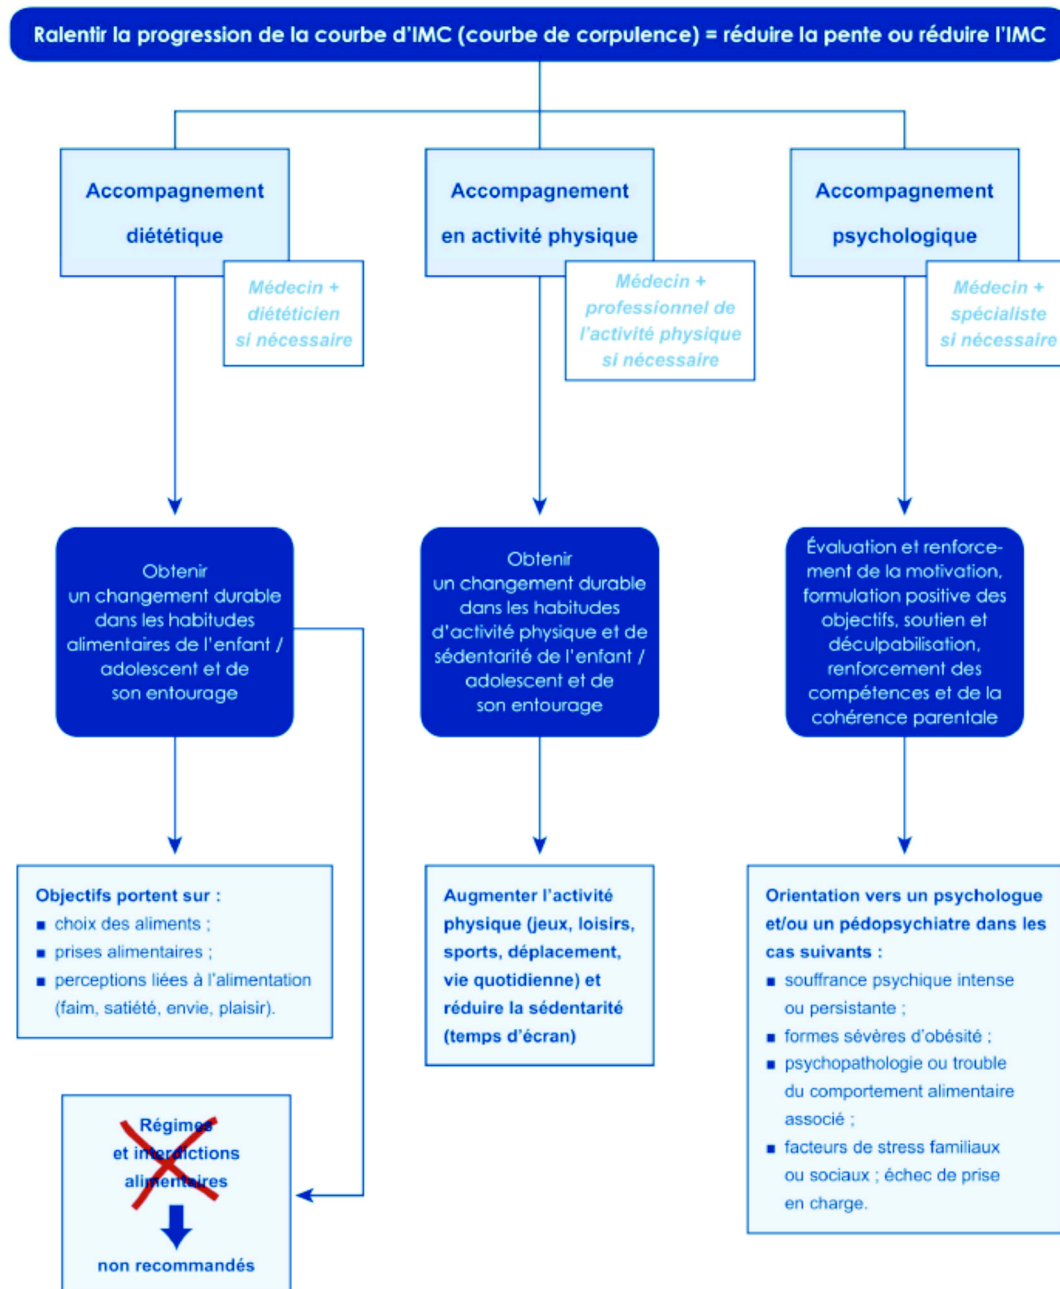 Ralentir la progression de la courbe d'IMC (courbe de corpulence) = réduire la pente ou réduire l'IMC
Accompagnement
diététique
Médecin +
diététicien
si nécessaire
Accompagnement
en activité physique
Médecin +
professionnel de
l'activité physique
si nécessaire
Accompagnement
psychologique
Médecin +
spécialiste
si nécessaire
Obtenir
un changement durable
dans les habitudes
alimentaires de l'enfant /
adolescent et de
son entourage
Obtenir
un changement durable
dans les habitudes
d'activité physique et de
sédentarité de l'enfant /
adolescent et de
son entourage
Évaluation et renforce-
ment de la motivation,
formulation positive des
objectifs, soutien et
déculpabilisation,
renforcement des
compétences et de la
cohérence parentale
Objectifs portent sur :
■ choix des aliments ;
■ prises alimentaires ;
■ perceptions liées à l'alimentation
(faim, satiété, envie, plaisir).
Augmenter l'activité
physique (jeux, loisirs,
sports, déplacement,
vie quotidienne) et
réduire la sédentarité
(temps d'écran)
Orientation vers un psychologue
et/ou un pédopsychiatre dans les
cas suivants :
■ souffrance psychique intense
ou persistante ;
■ formes sévères d'obésité ;
■ psychopathologie ou trouble
du comportement alimentaire
associé ;
■ facteurs de stress familiaux
ou sociaux ; échec de prise
en charge.
Régimes
et interdictions
alimentaires
non recommandés